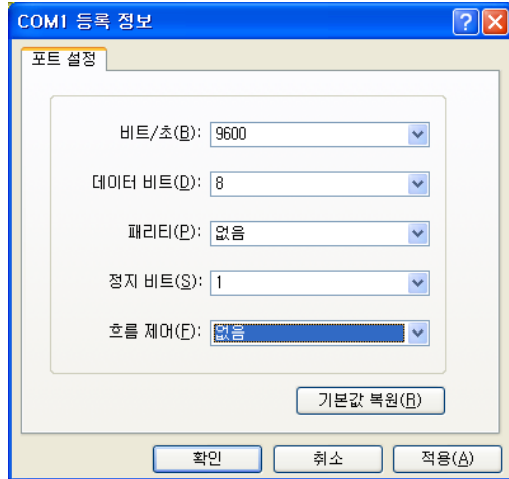 COM1 등록 정보
포트 설정
비트/초(B): 9600
데이터 비트(D): 8
패리티(P): 없음
정지 비트(S): 1
흐름 제어(F): 없음
기본값 복원(R)
확인 취소 적용(A)